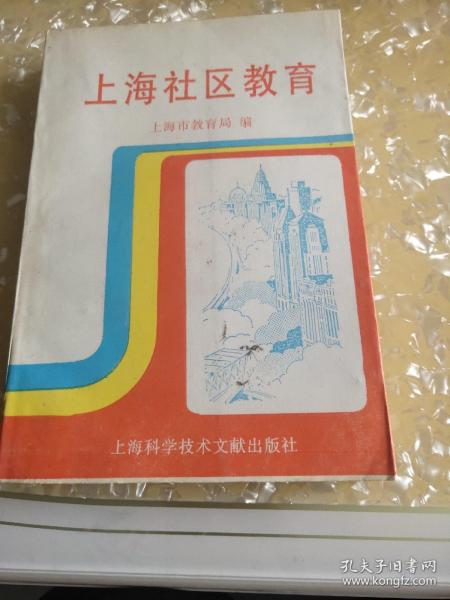 上海社区教育
上海市教育局 编
上海科学技术文献出版社
孔夫子旧书网
www.kongfz.com